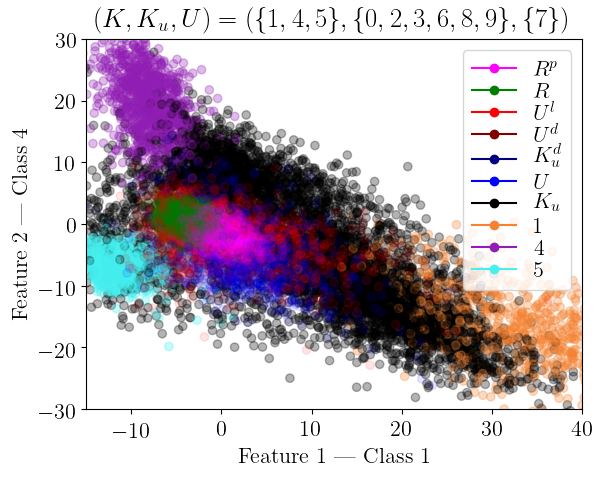 (K, K_u, U) = ({1, 4, 5}, {0, 2, 3, 6, 8, 9}, {7})
30
20
10
0
−10
−20
−30
Feature 2 — Class 4
R^p
R
U^l
U^d
K_u^d
U
K_u
1
4
5
−10
0
10
20
30
40
Feature 1 — Class 1